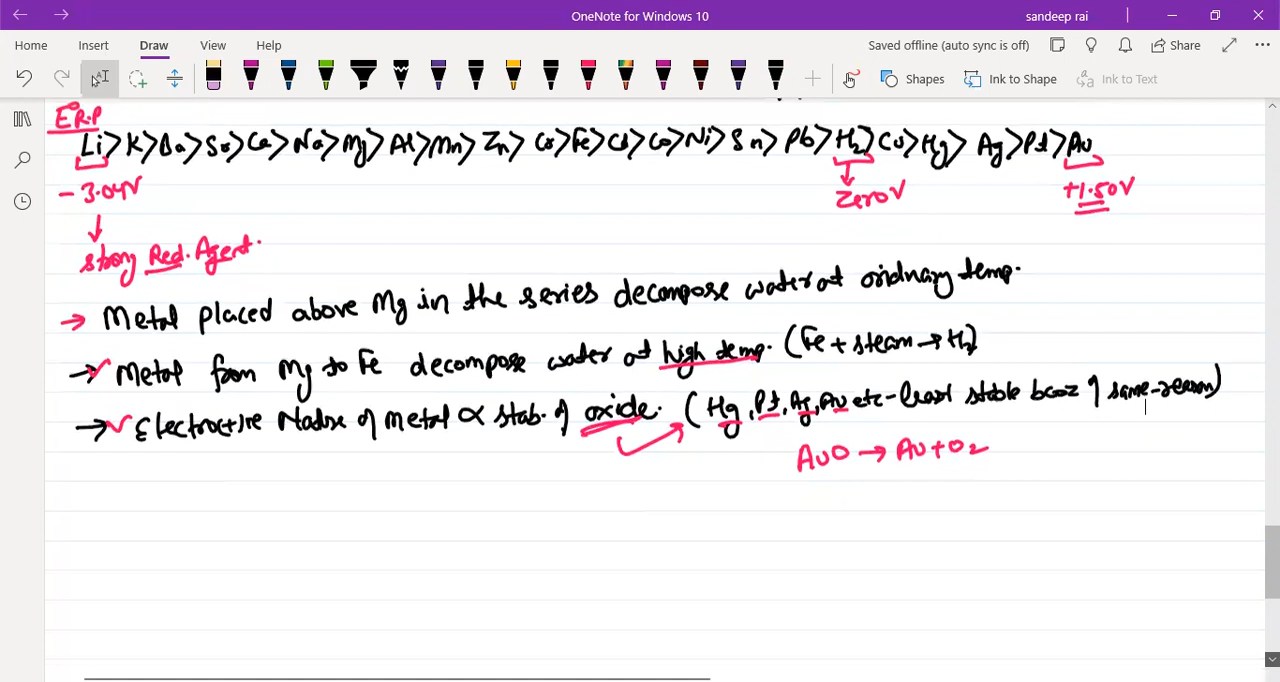 OneNote for Windows 10
sandeep rai
Home Insert Draw View Help
Saved offline (auto sync is off) Share
Shapes Ink to Shape Ink to Text
E°R.P
Li > K > Ba > Sr > Ca > Na > Mg > Al > Mn > Zn > Cr > Fe > Cd > Co > Ni > Sn > Pb > H2 > Cu > Hg > Ag > Pt > Au
- 3.04V Zero V +1.50V
strong Red. Agent.
→ Metal placed above Mg in the series decompose water at ordinary temp.
→ Metal from Mg to Fe decompose water at high temp. (Fe + steam → H2)
→ Electro +ive Nature of Metal ∝ stab. of oxide. (Hg, Pt, Ag, Au etc - least stable bcoz of same-reason)
AuO → Au + O2